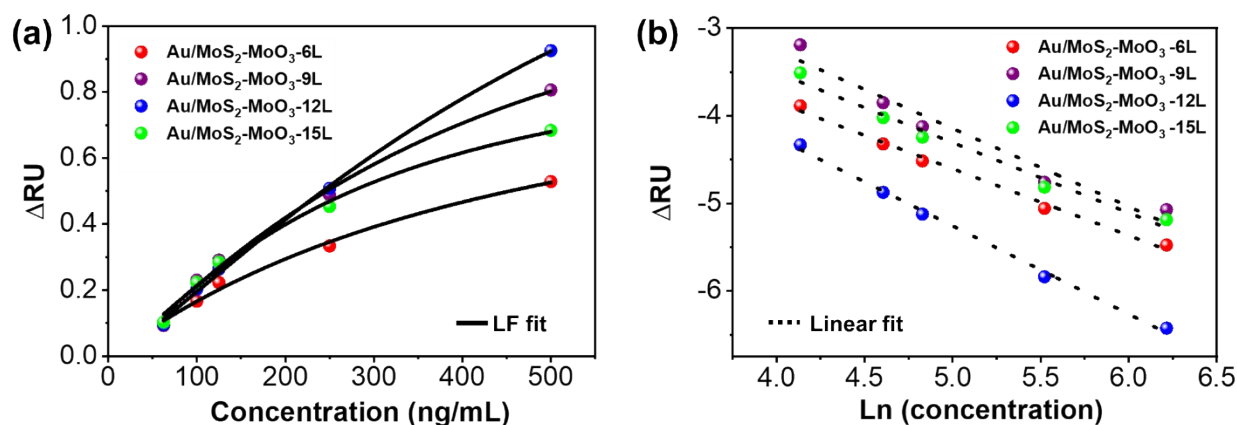 (a)
Au/MoS₂-MoO₃-6L
Au/MoS₂-MoO₃-9L
Au/MoS₂-MoO₃-12L
Au/MoS₂-MoO₃-15L
1.0
0.8
0.6
0.4
0.2
0.0
ΔRU
LF fit
0 100 200 300 400 500
Concentration (ng/mL)
(b)
Au/MoS₂-MoO₃ -6L
Au/MoS₂-MoO₃ -9L
Au/MoS₂-MoO₃ -12L
Au/MoS₂-MoO₃ -15L
-3
-4
-5
-6
ΔRU
Linear fit
4.0 4.5 5.0 5.5 6.0 6.5
Ln (concentration)